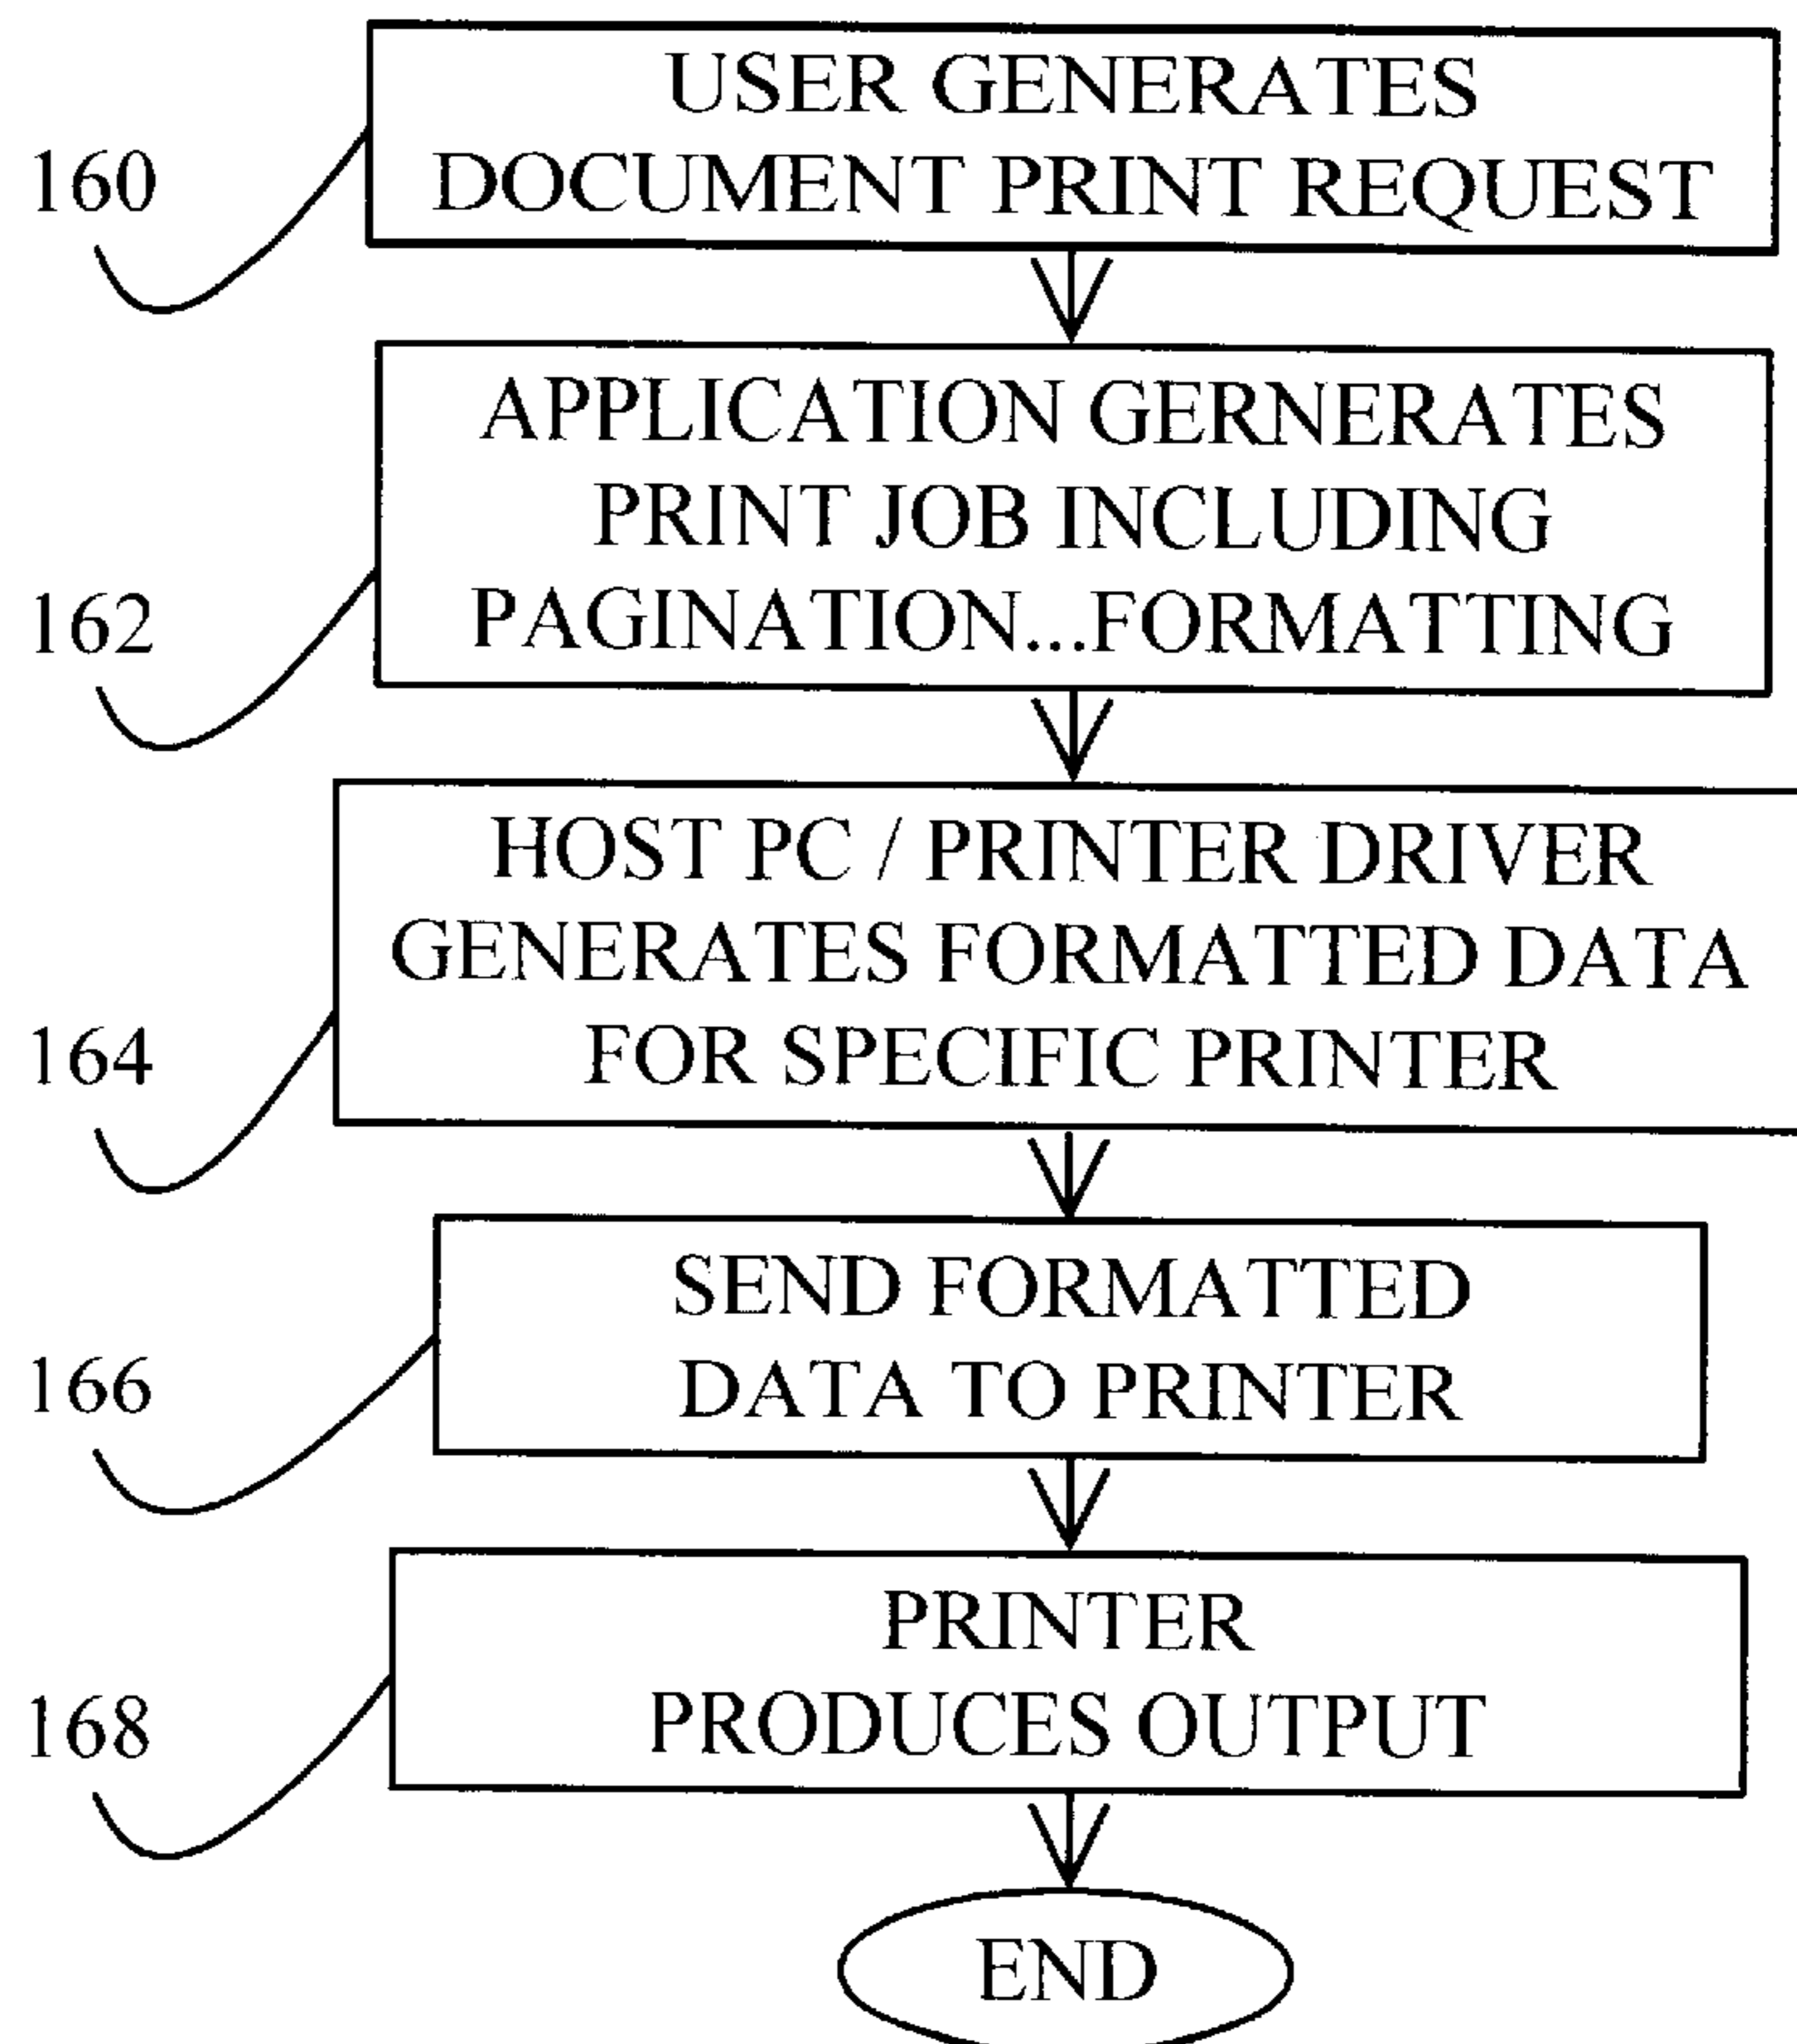 USER GENERATES
160
DOCUMENT PRINT REQUEST
APPLICATION GERNERATES
PRINT JOB INCLUDING
162
PAGINATION...FORMATTING
HOST PC / PRINTER DRIVER
GENERATES FORMATTED DATA
164
FOR SPECIFIC PRINTER
SEND FORMATTED
166
DATA TO PRINTER
PRINTER
168
PRODUCES OUTPUT
END